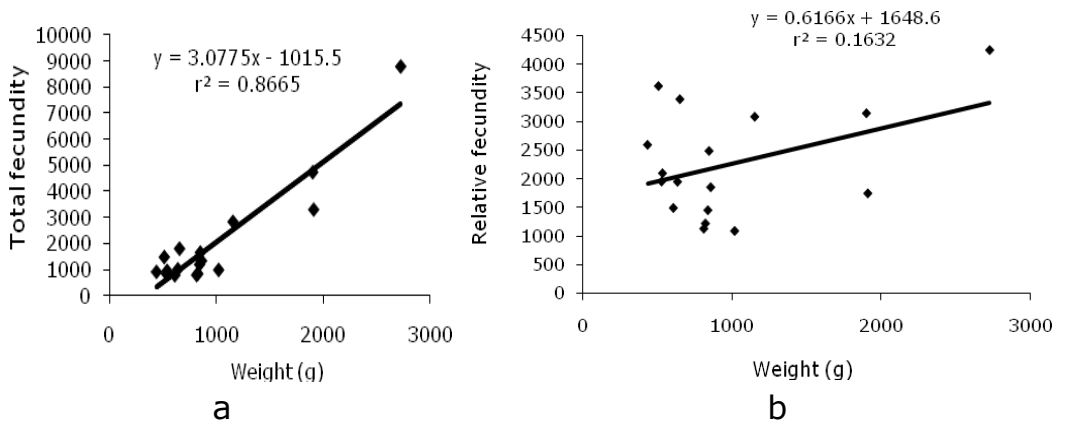 y = 3.0775x - 1015.5
r² = 0.8665
Total fecundity
10000
9000
8000
7000
6000
5000
4000
3000
2000
1000
0
0 1000 2000 3000
Weight (g)
a
y = 0.6166x + 1648.6
r² = 0.1632
Relative fecundity
4500
4000
3500
3000
2500
2000
1500
1000
500
0
0 1000 2000 3000
Weight (g)
b